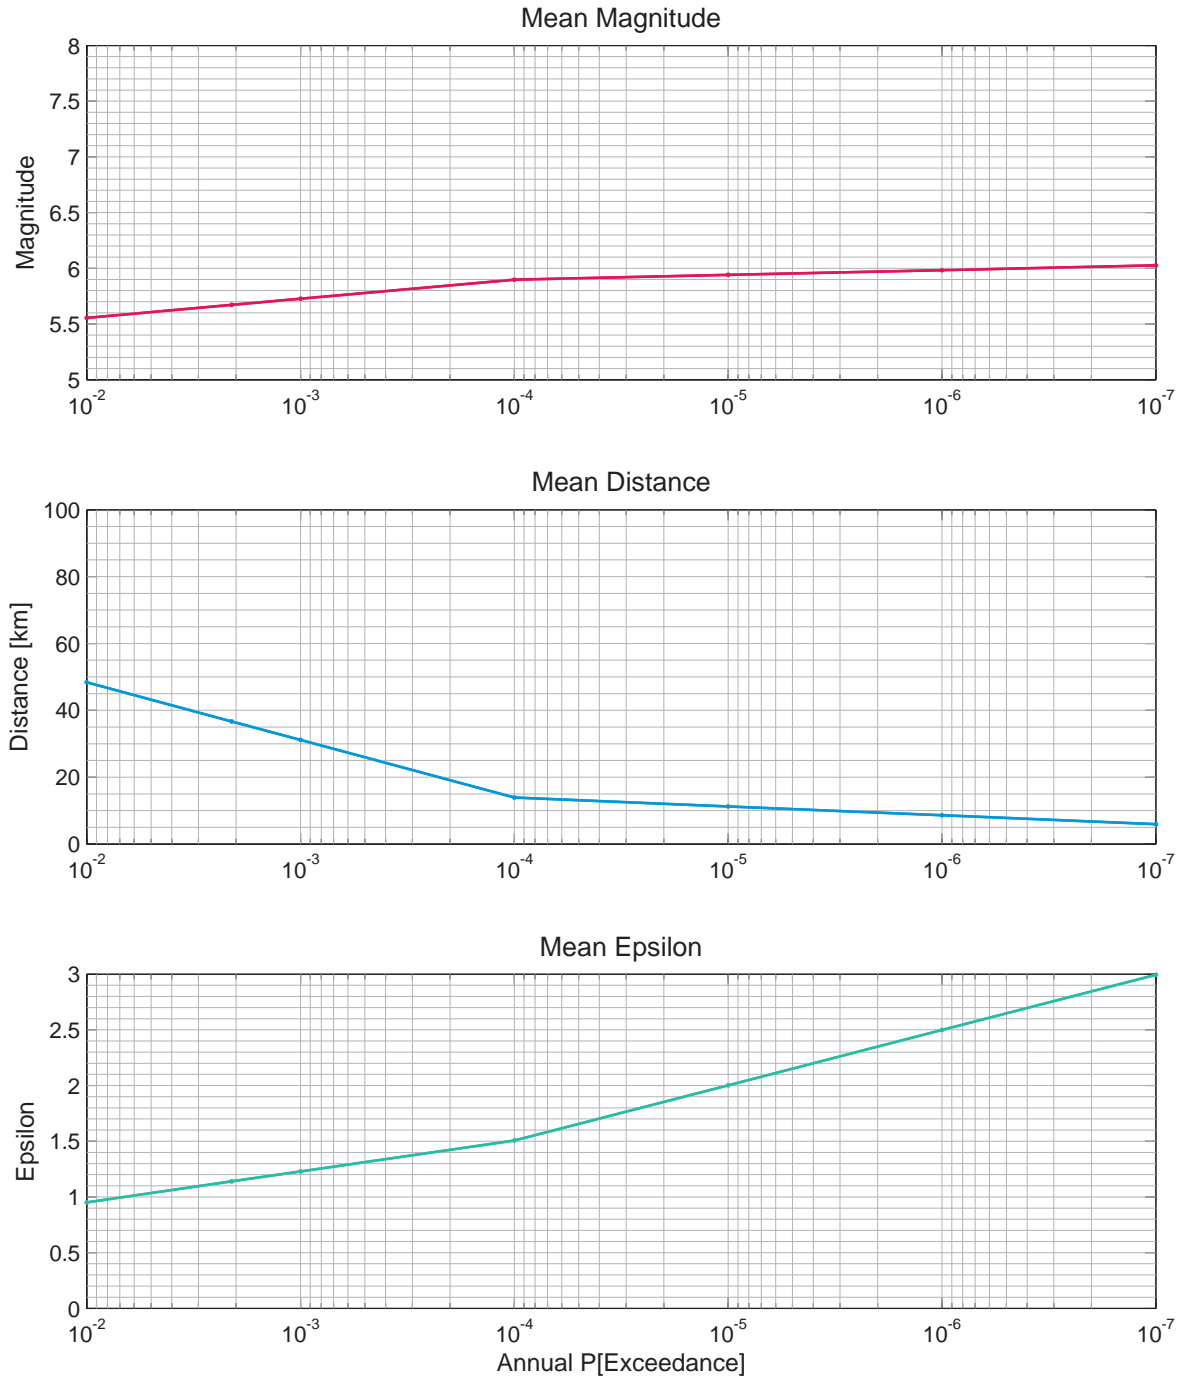 Mean Magnitude
8
7.5
7
6.5
6
5.5
5
Magnitude
10^-2 10^-3 10^-4 10^-5 10^-6 10^-7
Mean Distance
100
80
60
40
20
0
Distance [km]
10^-2 10^-3 10^-4 10^-5 10^-6 10^-7
Mean Epsilon
3
2.5
2
1.5
1
0.5
0
Epsilon
10^-2 10^-3 10^-4 10^-5 10^-6 10^-7
Annual P[Exceedance]